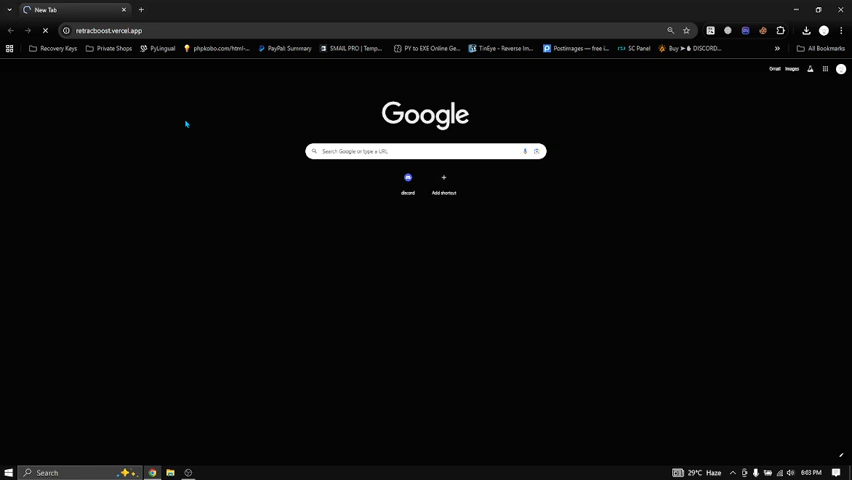 New Tab
retracboost.vercel.app
Recovery Keys Private Shops PyLingual phpkobo.com/html-... PayPali Summary SMAIL PRO | Temp... PY to EXE Online Ge... TinEye - Reverse Im... Postimages — free i... SC Panel Buy ➤ DISCORD... » All Bookmarks
Gmail Images
Google
Search Google or type a URL
discord Add shortcut
Search 29°C Haze 6:03 PM